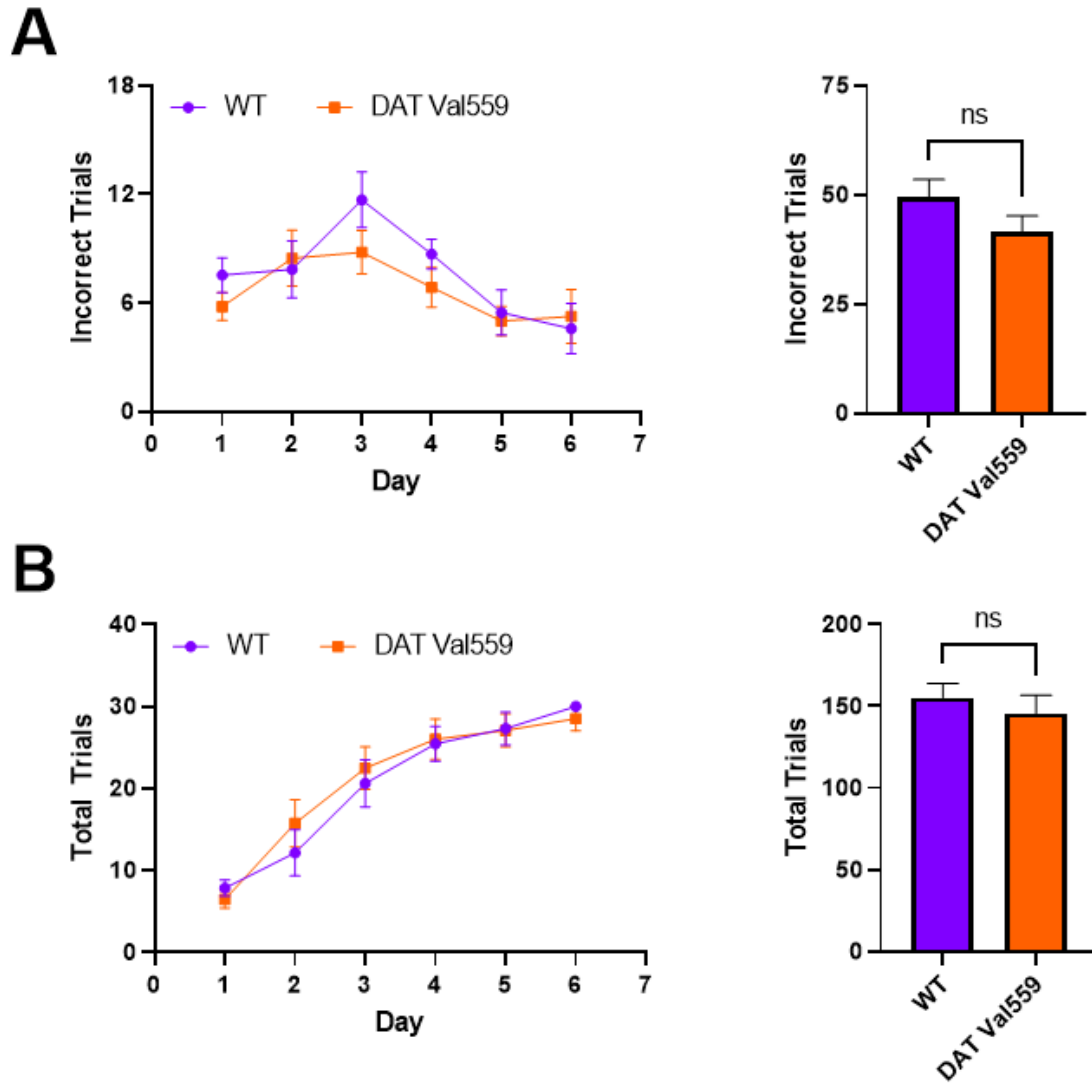 A
18
12
6
0
Incorrect Trials
WT
DAT Val559
0 1 2 3 4 5 6 7
Day
75
50
25
0
Incorrect Trials
ns
WT
DAT Val559
B
40
30
20
10
0
Total Trials
WT
DAT Val559
0 1 2 3 4 5 6 7
Day
200
150
100
50
0
Total Trials
ns
WT
DAT Val559